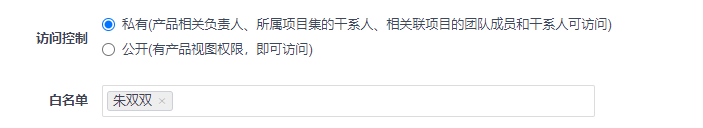 访问控制 私有(产品相关负责人、所属项目集的干系人、相关联项目的团队成员和干系人可访问)
公开(有产品视图权限，即可访问)
白名单 朱双双 ×